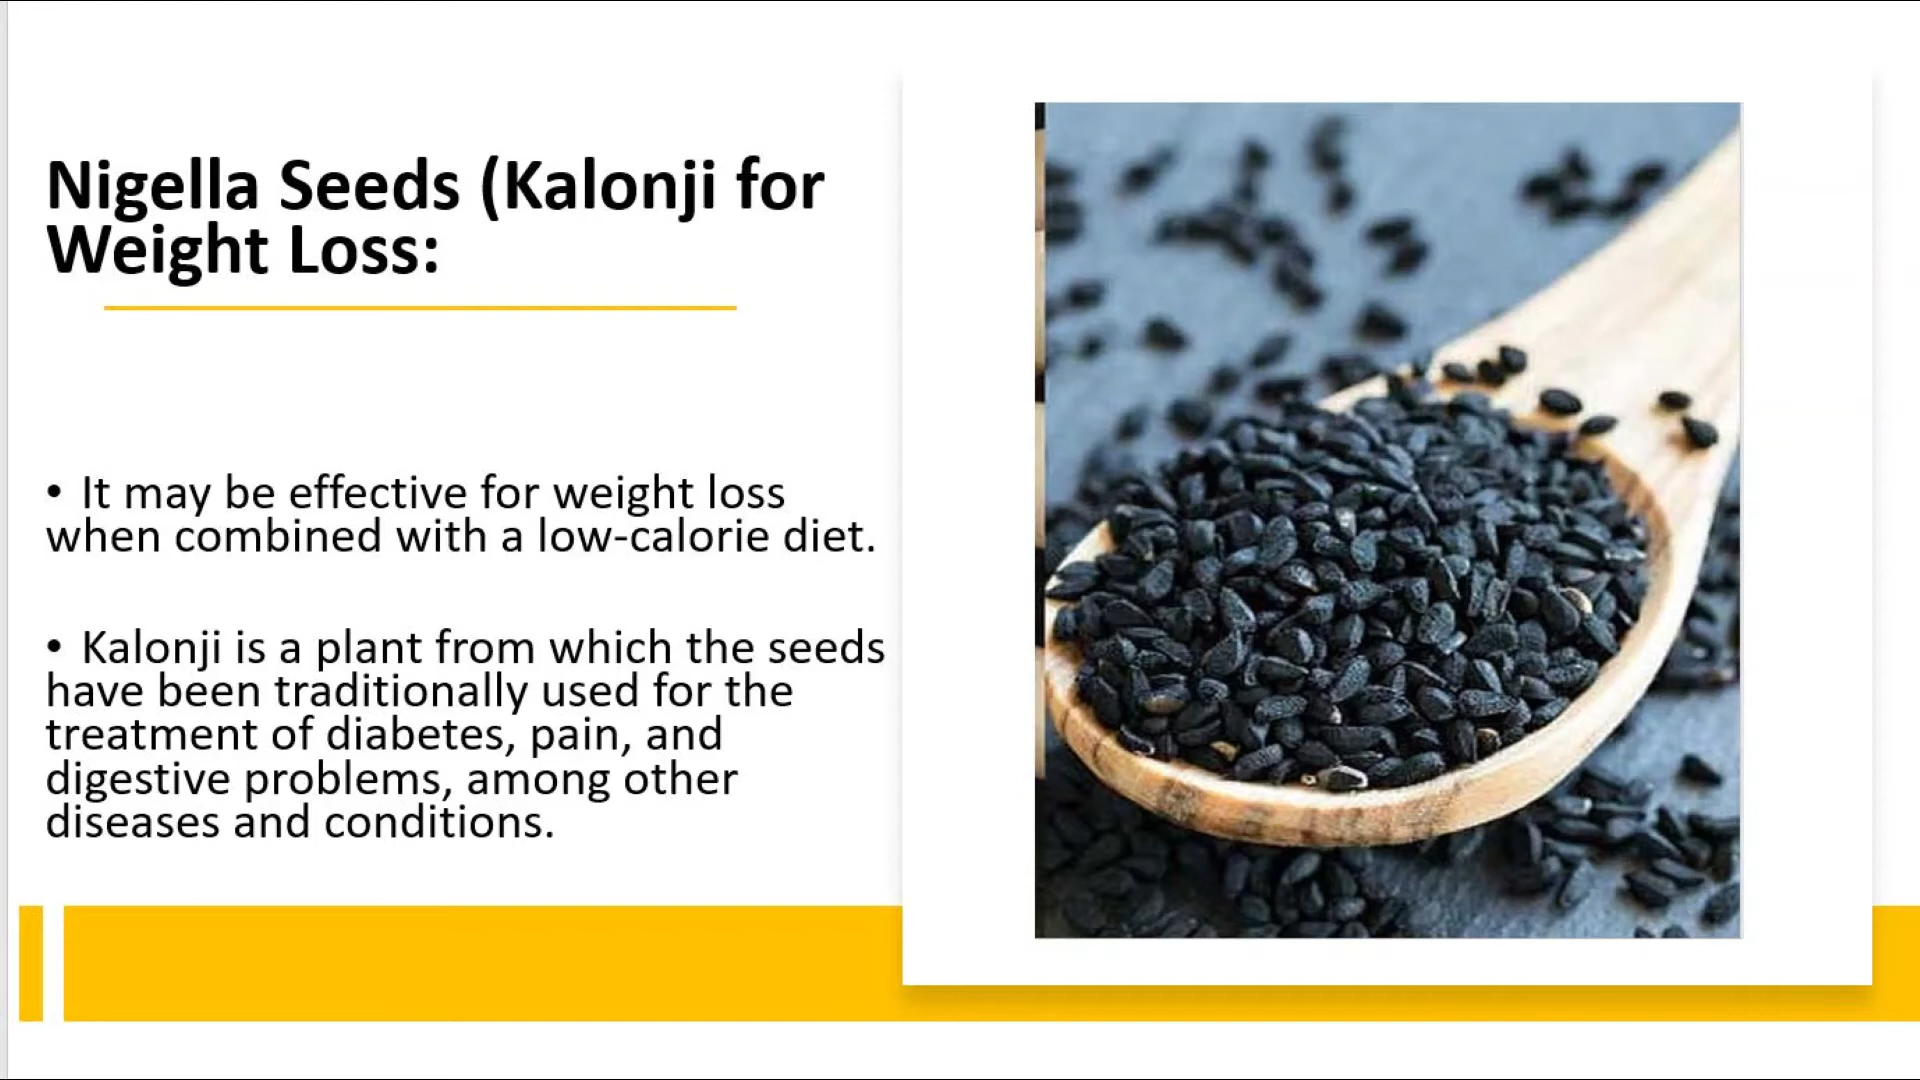 Nigella Seeds (Kalonji for
Weight Loss:
• It may be effective for weight loss
when combined with a low-calorie diet.
• Kalonji is a plant from which the seeds
have been traditionally used for the
treatment of diabetes, pain, and
digestive problems, among other
diseases and conditions.